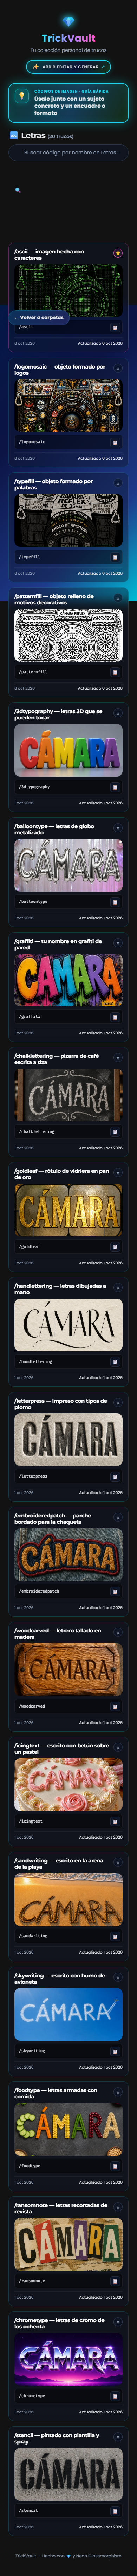 TrickVault
Tu colección personal de trucos
ABRIR EDITAR Y GENERAR
CÓDIGOS DE IMAGEN · GUÍA RÁPIDA
Úsalo junto con un sujeto
concreto y un encuadre o
formato
Letras (20 trucos)
Buscar código por nombre en Letras...
/ascii — imagen hecha con
caracteres
← Volver a carpetas
/ascii
6 oct 2026 Actualizado 6 oct 2026
/logomosaic — objeto formado por
logos
/logomosaic
6 oct 2026 Actualizado 6 oct 2026
/typefill — objeto formado por
palabras
CÁMARA
RÉFLEX
LENTE
/typefill
6 oct 2026 Actualizado 6 oct 2026
/patternfill — objeto relleno de
motivos decorativos
/patternfill
6 oct 2026 Actualizado 6 oct 2026
/3dtypography — letras 3D que se
pueden tocar
CÁMARA
/3dtypography
1 oct 2026 Actualizado 1 oct 2026
/balloontype — letras de globo
metalizado
CÁMARA
/balloontype
1 oct 2026 Actualizado 1 oct 2026
/graffiti — tu nombre en grafiti de
pared
CÁMARA
/graffiti
1 oct 2026 Actualizado 1 oct 2026
/chalklettering — pizarra de café
escrita a tiza
CÁMARA
/chalklettering
1 oct 2026 Actualizado 1 oct 2026
/goldleaf — rótulo de vidriera en pan
de oro
CÁMARA
/goldleaf
1 oct 2026 Actualizado 1 oct 2026
/handlettering — letras dibujadas a
mano
CÁMARA
/handlettering
1 oct 2026 Actualizado 1 oct 2026
/letterpress — impreso con tipos de
plomo
CÁMARA
/letterpress
1 oct 2026 Actualizado 1 oct 2026
/embroideredpatch — parche
bordado para la chaqueta
CÁMARA
/embroideredpatch
1 oct 2026 Actualizado 1 oct 2026
/woodcarved — letrero tallado en
madera
CÁMARA
/woodcarved
1 oct 2026 Actualizado 1 oct 2026
/icingtext — escrito con betún sobre
un pastel
CÁMARA
/icingtext
1 oct 2026 Actualizado 1 oct 2026
/sandwriting — escrito en la arena
de la playa
CÁMARA
/sandwriting
1 oct 2026 Actualizado 1 oct 2026
/skywriting — escrito con humo de
avioneta
CÁMARA
/skywriting
1 oct 2026 Actualizado 1 oct 2026
/foodtype — letras armadas con
comida
CÁMARA
/foodtype
1 oct 2026 Actualizado 1 oct 2026
/ransomnote — letras recortadas de
revista
CÁMARA
/ransomnote
1 oct 2026 Actualizado 1 oct 2026
/chrometype — letras de cromo de
los ochenta
CÁMARA
/chrometype
1 oct 2026 Actualizado 1 oct 2026
/stencil — pintado con plantilla y
spray
CÁMARA
/stencil
1 oct 2026 Actualizado 1 oct 2026
TrickVault — Hecho con 💎 y Neon Glassmorphism